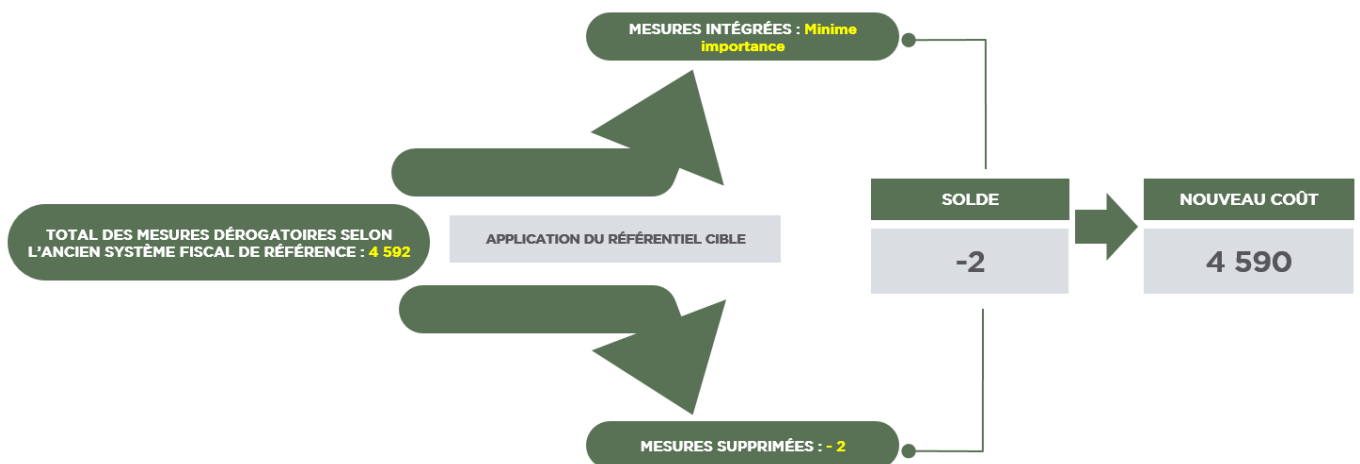 MESURES INTÉGRÉES : Minime
importance
TOTAL DES MESURES DÉROGATOIRES SELON
L'ANCIEN SYSTÈME FISCAL DE RÉFÉRENCE : 4 592
APPLICATION DU RÉFÉRENTIEL CIBLE
SOLDE
-2
NOUVEAU COÛT
4 590
MESURES SUPPRIMÉES : - 2